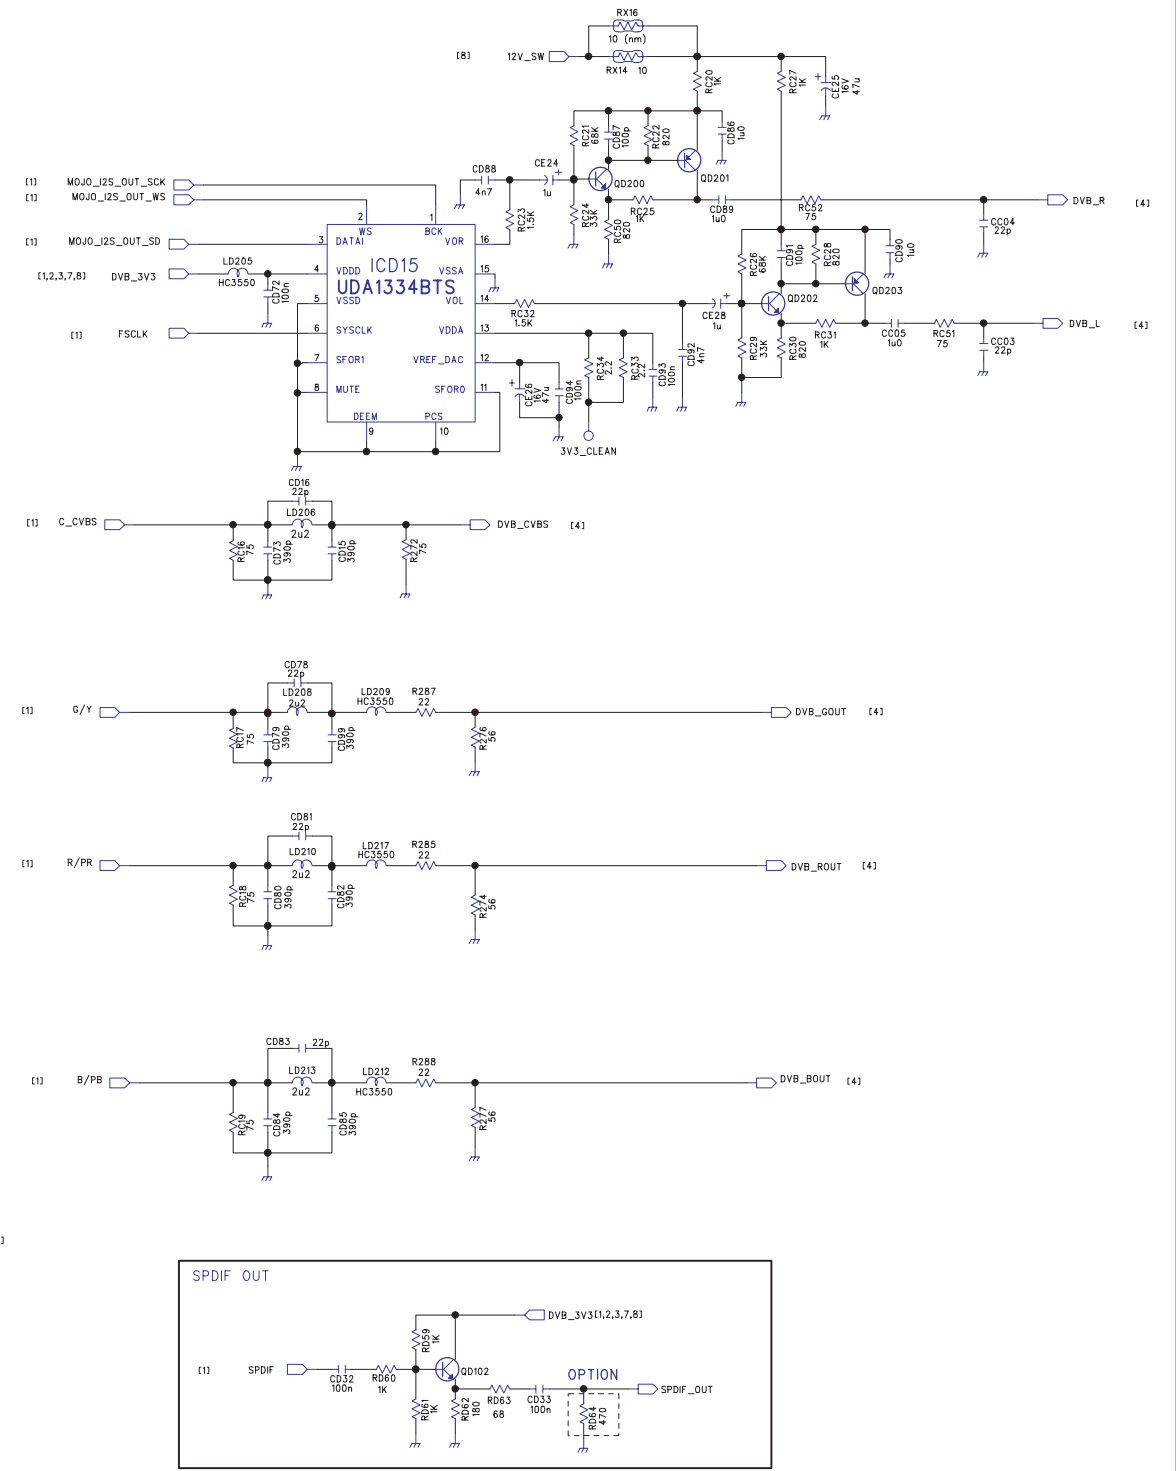 RX16
10 (nm)
[8] 12V_SW
RX14 10
RC20 1K
RC27 1K
CE25 16V 47u
RC21 68K
CD87 100p
RC22 820
CD86 1u0
QD201
CD88 4n7
CE24 1u
QD200
[1] MOJO_I2S_OUT_SCK
[1] MOJO_I2S_OUT_WS
RC23 1.5K
RC24 33K
RC50 820
RC25 1K
CD89 1u0
RC52 75
CC04 22p
DVB_R [4]
2 1
WS BCK
[1] MOJO_I2S_OUT_SD
3 DATAI VOR 16
ICD15
UDA1334BTS
[1,2,3,7,8] DVB_3V3
LD205
HC3550
CD72 100n
4 VDDD VSSA 15
5 VSSD VOL 14
RC32
1.5K
[1] FSCLK
6 SYSCLK VDDA 13
7 SFOR1 VREF_DAC 12
8 MUTE SFOR0 11
DEEM PCS
9 10
RC26 68K
CD91 100p
RC28 820
CD90 1u0
QD203
QD202
CE28
1u
CD92 4n7
RC29 33K
RC30 820
RC31
1K
CC05
1u0
RC51
75
CC03
22p
DVB_L [4]
CE26 16V 47u
CD94 100n
RC34 2.2
RC33 2.2
CD93 100n
3V3_CLEAN
CD16
22p
LD206
2u2
[1] C_CVBS
DVB_CVBS [4]
RC16 75
CD73 390p
CD15 390p
R272 75
CD78
22p
LD208
2u2
LD209
HC3550
R287
22
[1] G/Y
DVB_GOUT [4]
RC17 75
CD79 390p
CD99 390p
R276 56
CD81
22p
LD210
2u2
LD217
HC3550
R285
22
[1] R/PR
DVB_ROUT [4]
RC18 75
CD80 390p
CD82 390p
R274 56
CD83 22p
LD213
2u2
LD212
HC3550
R288
22
[1] B/PB
DVB_BOUT [4]
RC19 75
CD84 390p
CD85 390p
R277 56
]
SPDIF OUT
DVB_3V3[1,2,3,7,8]
RD59 1K
[1] SPDIF
CD32
100n
RD60
1K
QD102
OPTION
RD61 1K
RD62 180
RD63
68
CD33
100n
SPDIF_OUT
RD64 470